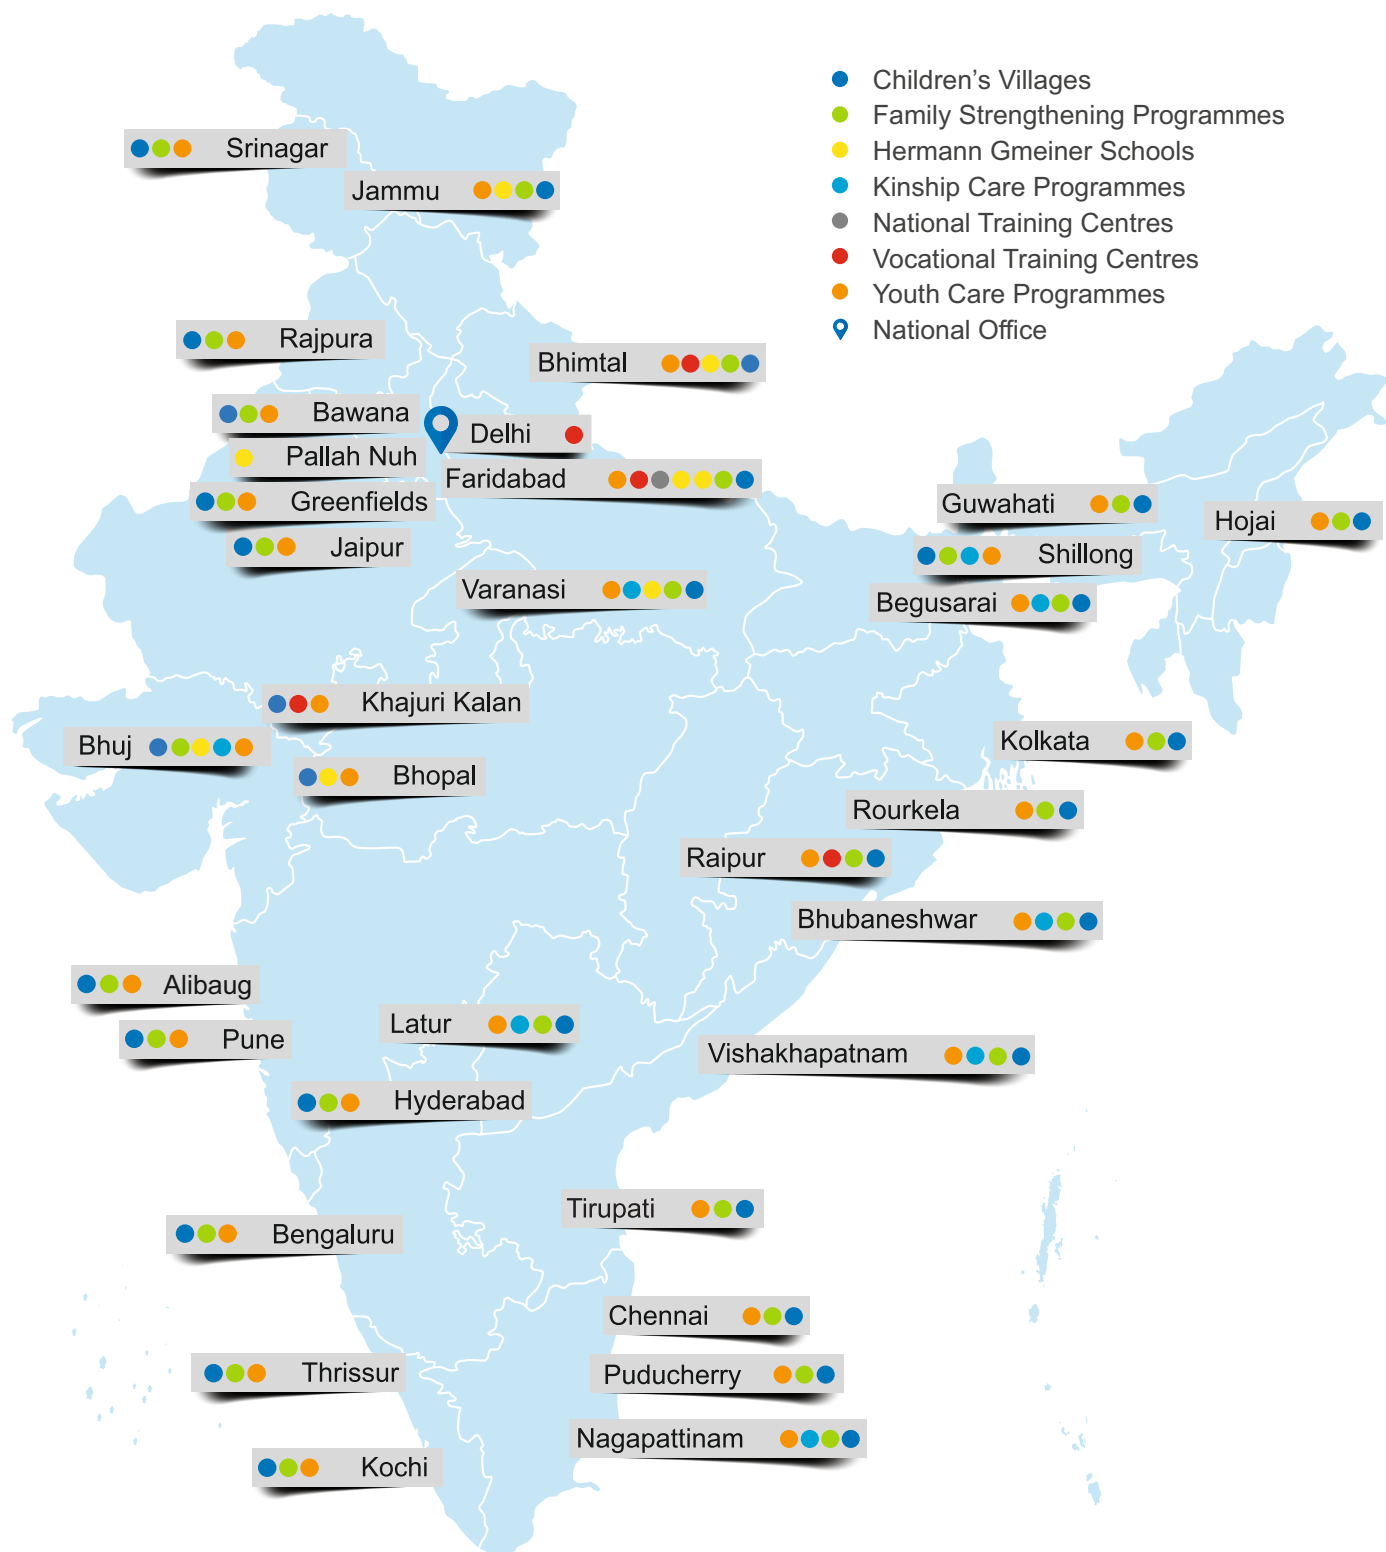 Children's Villages
Family Strengthening Programmes
Hermann Gmeiner Schools
Kinship Care Programmes
National Training Centres
Vocational Training Centres
Youth Care Programmes
National Office
Srinagar
Jammu
Rajpura
Bhimtal
Bawana
Delhi
Pallah Nuh
Faridabad
Greenfields
Guwahati
Hojai
Jaipur
Shillong
Varanasi
Begusarai
Khajuri Kalan
Bhuj
Kolkata
Bhopal
Rourkela
Raipur
Bhubaneshwar
Alibaug
Latur
Pune
Vishakhapatnam
Hyderabad
Tirupati
Bengaluru
Chennai
Thrissur
Puducherry
Nagapattinam
Kochi